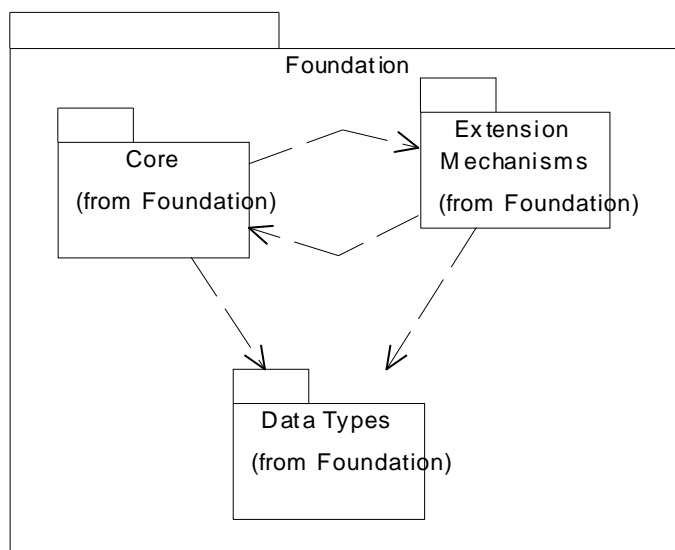 Foundation
Core
(from Foundation)
Extension
Mechanisms
(from Foundation)
Data Types
(from Foundation)